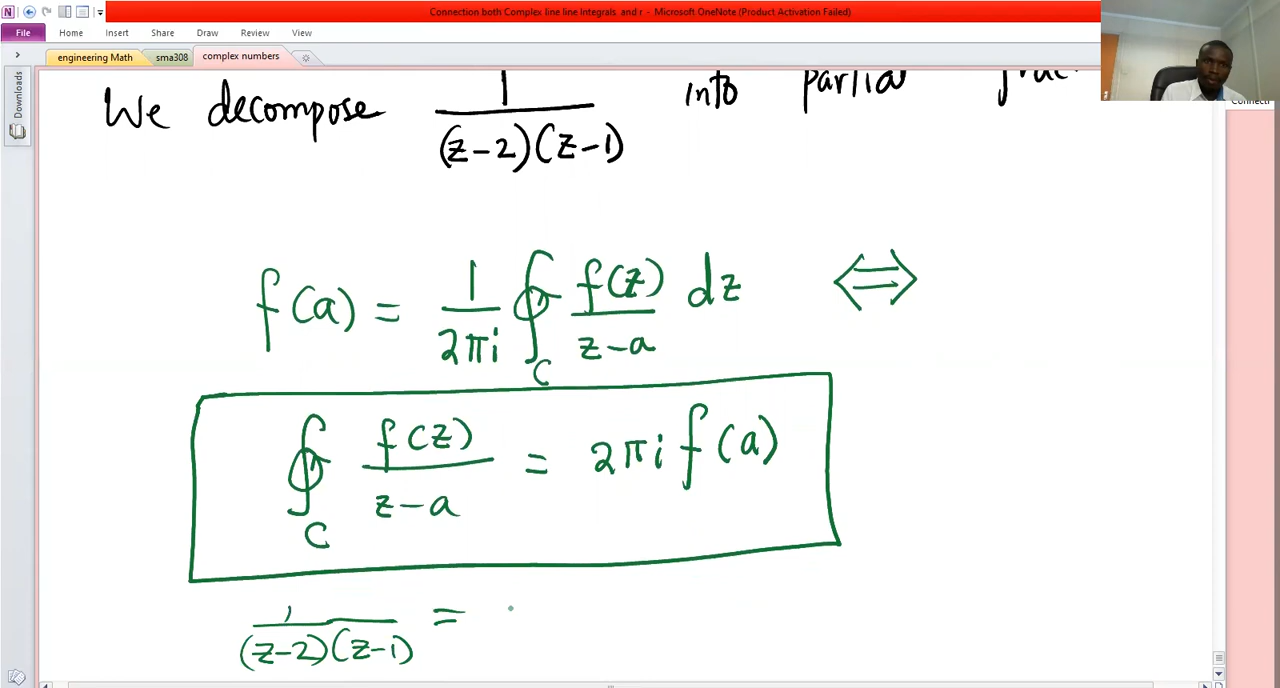 Connection both Complex line line Integrals and r - Microsoft OneNote (Product Activation Failed)
File Home Insert Share Draw Review View
engineering Math sma308 complex numbers
Downloads
We decompose 1/((z-2)(z-1)) into partial
f(a) = 1/(2πi) ∮_C f(z)/(z-a) dz ⟺
∮_C f(z)/(z-a) = 2πi f(a)
1/((z-2)(z-1)) =